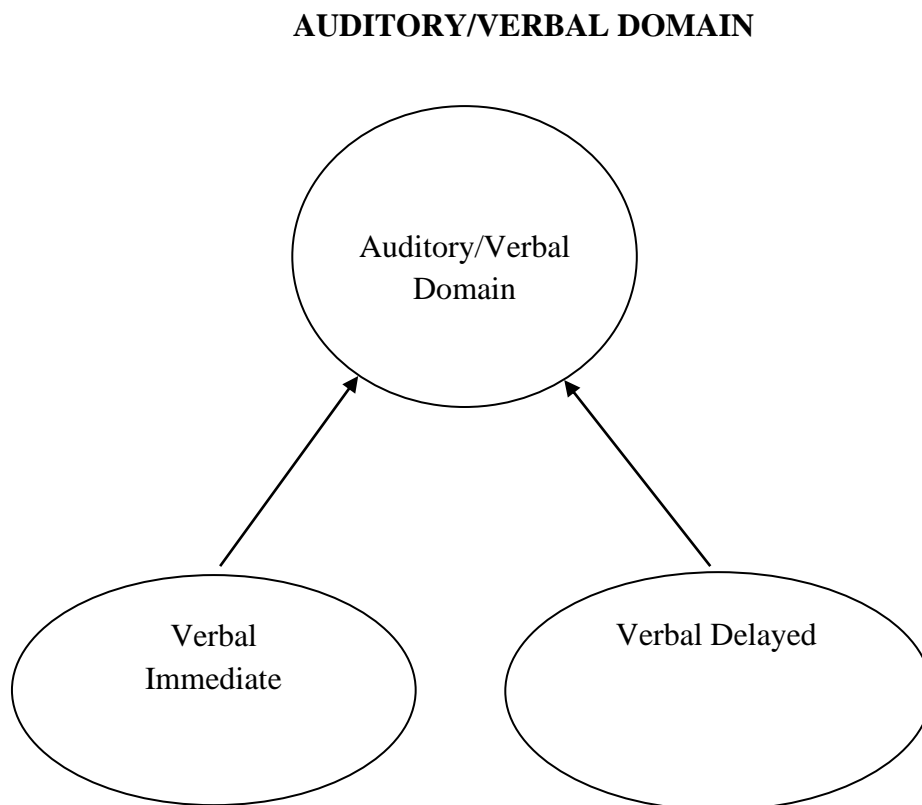 AUDITORY/VERBAL DOMAIN
Auditory/Verbal
Domain
Verbal
Immediate
Verbal Delayed